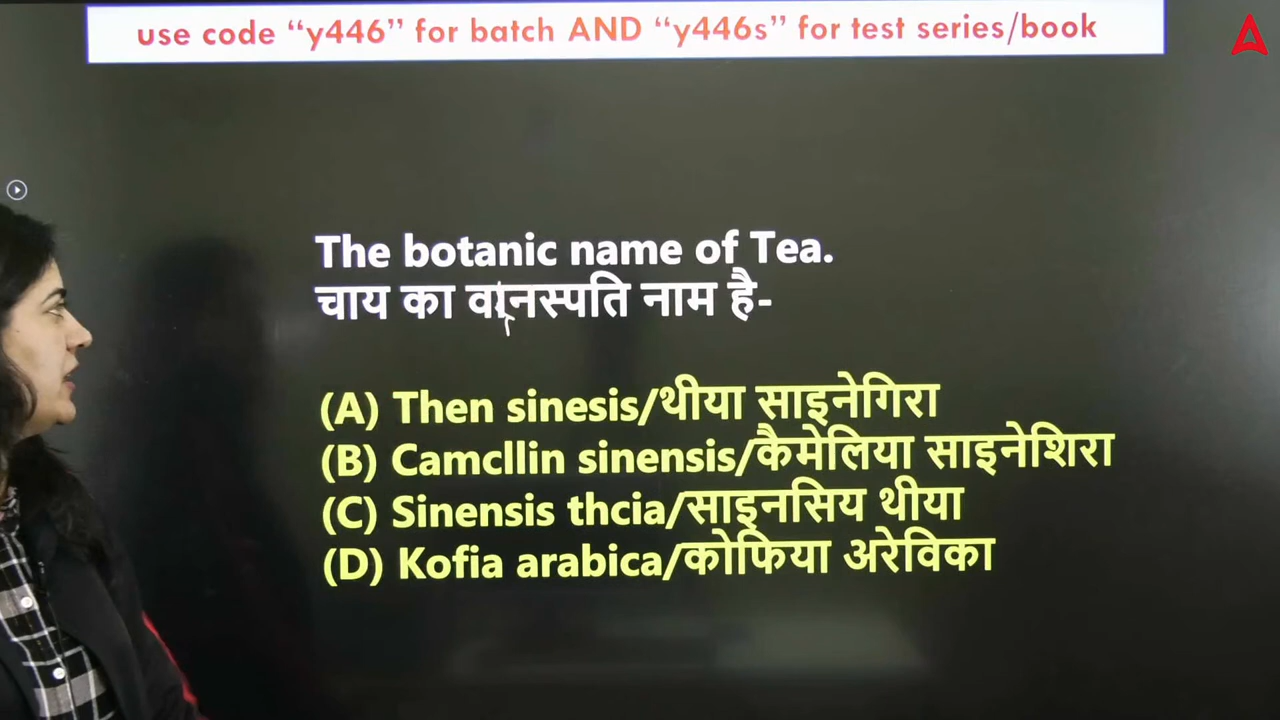 use code “y446” for batch AND “y446s” for test series/book
The botanic name of Tea.
चाय का वानस्पति नाम है-
(A) Then sinesis/थीया साइनेगिरा
(B) Camcllin sinensis/कैमेलिया साइनेशिरा
(C) Sinensis thcia/साइनसिय थीया
(D) Kofia arabica/कोफिया अरेविका